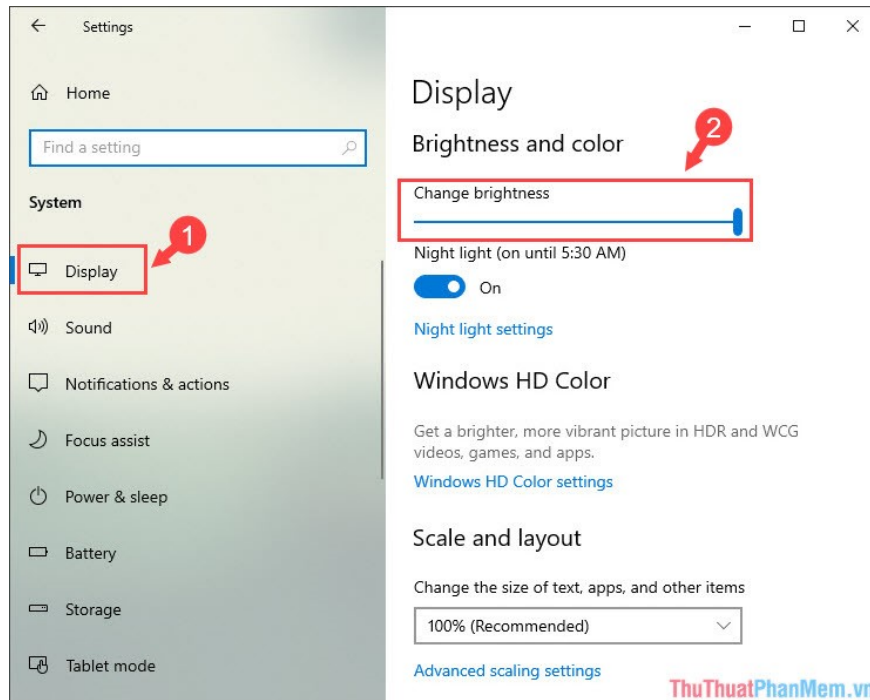 Settings
Home
Find a setting
System
1
Display
Sound
Notifications & actions
Focus assist
Power & sleep
Battery
Storage
Tablet mode
Display
Brightness and color
2
Change brightness
Night light (on until 5:30 AM)
On
Night light settings
Windows HD Color
Get a brighter, more vibrant picture in HDR and WCG
videos, games, and apps.
Windows HD Color settings
Scale and layout
Change the size of text, apps, and other items
100% (Recommended)
Advanced scaling settings
ThuThuatPhanMem.vn